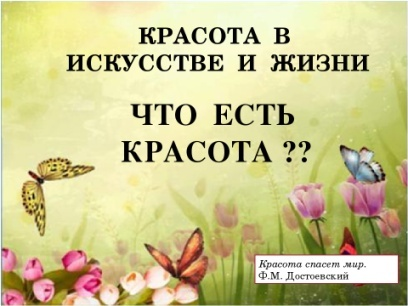 КРАСОТА В
ИСКУССТВЕ И ЖИЗНИ
ЧТО ЕСТЬ
КРАСОТА ??
Красота спасет мир.
Ф.М. Достоевский